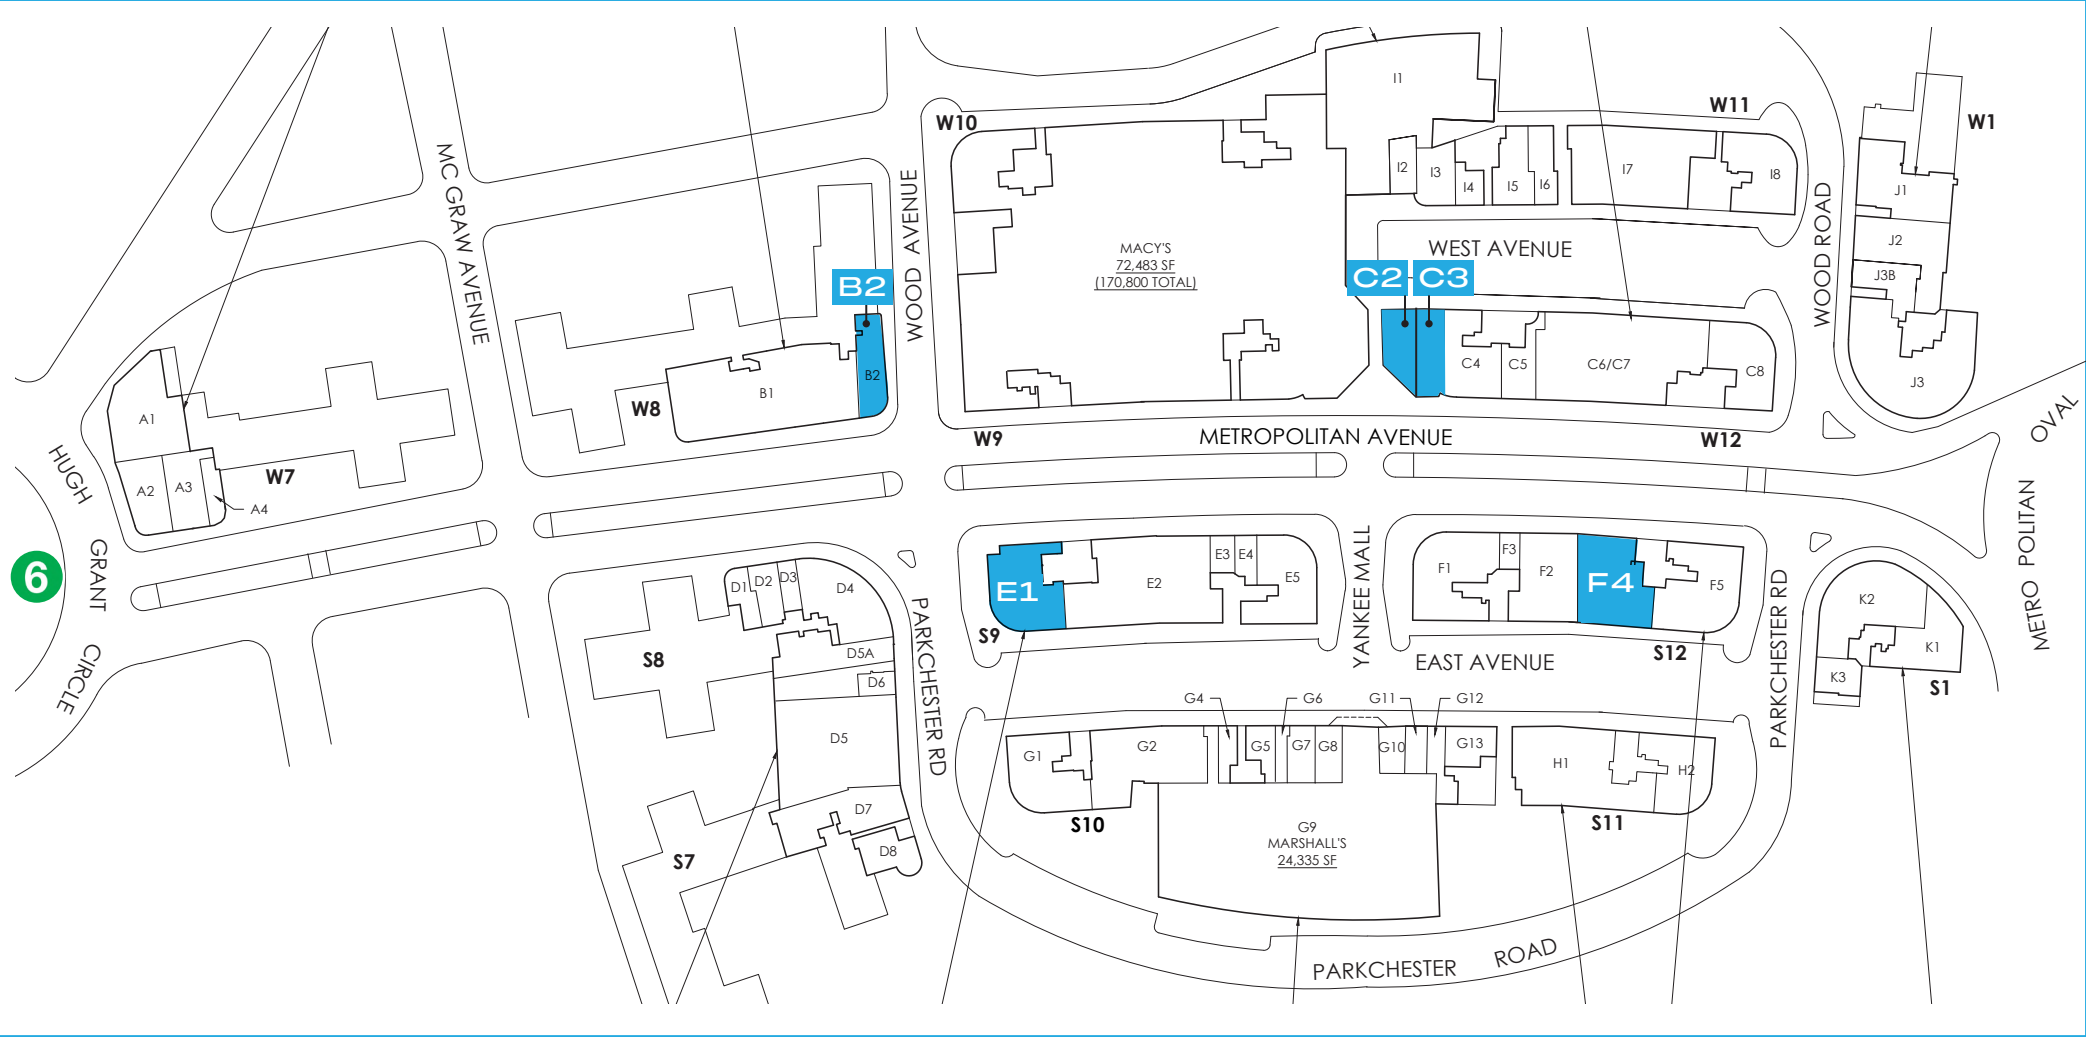 I1
W11
W10
W1
MC GRAW AVENUE
WOOD AVENUE
I2
I3
I4
I5
I6
I7
I8
WOOD ROAD
J1
J2
J3B
J3
MACY'S
72,483 SF
(170,800 TOTAL)
WEST AVENUE
B2
C2
C3
B1
B2
C4
C5
C6/C7
C8
A1
A2
A3
A4
W7
W8
W9
METROPOLITAN AVENUE
W12
METRO POLITAN OVAL
HUGH GRANT CIRCLE
6
D1
D2
D3
D4
D5A
D6
D5
D7
D8
S8
S7
PARKCHESTER RD
E1
E2
E3
E4
E5
S9
YANKEE MALL
F1
F3
F2
F4
F5
S12
EAST AVENUE
PARKCHESTER RD
K2
K1
K3
S1
G4
G6
G11
G12
G1
G2
G5
G7
G8
G10
G13
H1
H2
S10
S11
G9
MARSHALL'S
24,335 SF
PARKCHESTER ROAD